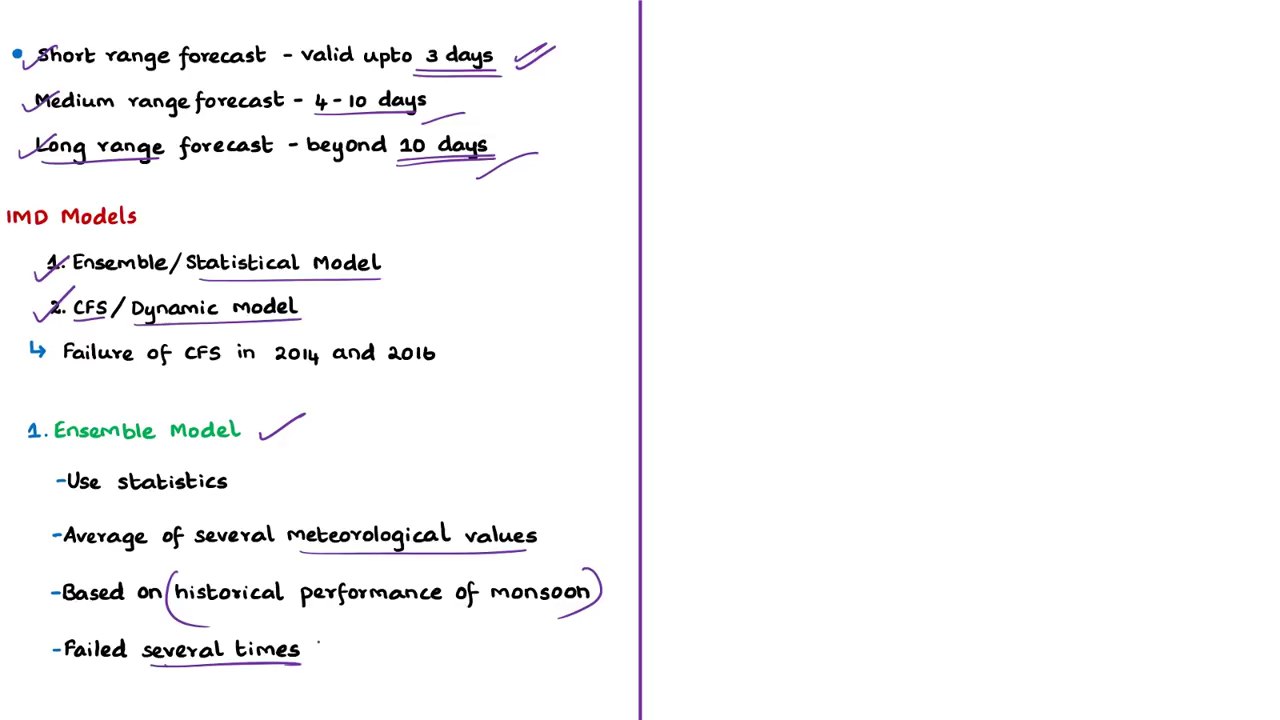 • Short range forecast - valid upto 3 days
Medium range forecast - 4-10 days
Long range forecast - beyond 10 days
IMD Models
1. Ensemble/Statistical Model
2. CFS/Dynamic model
↳ Failure of CFS in 2014 and 2016
1. Ensemble Model
-Use statistics
-Average of several meteorological values
-Based on (historical performance of monsoon)
-Failed several times